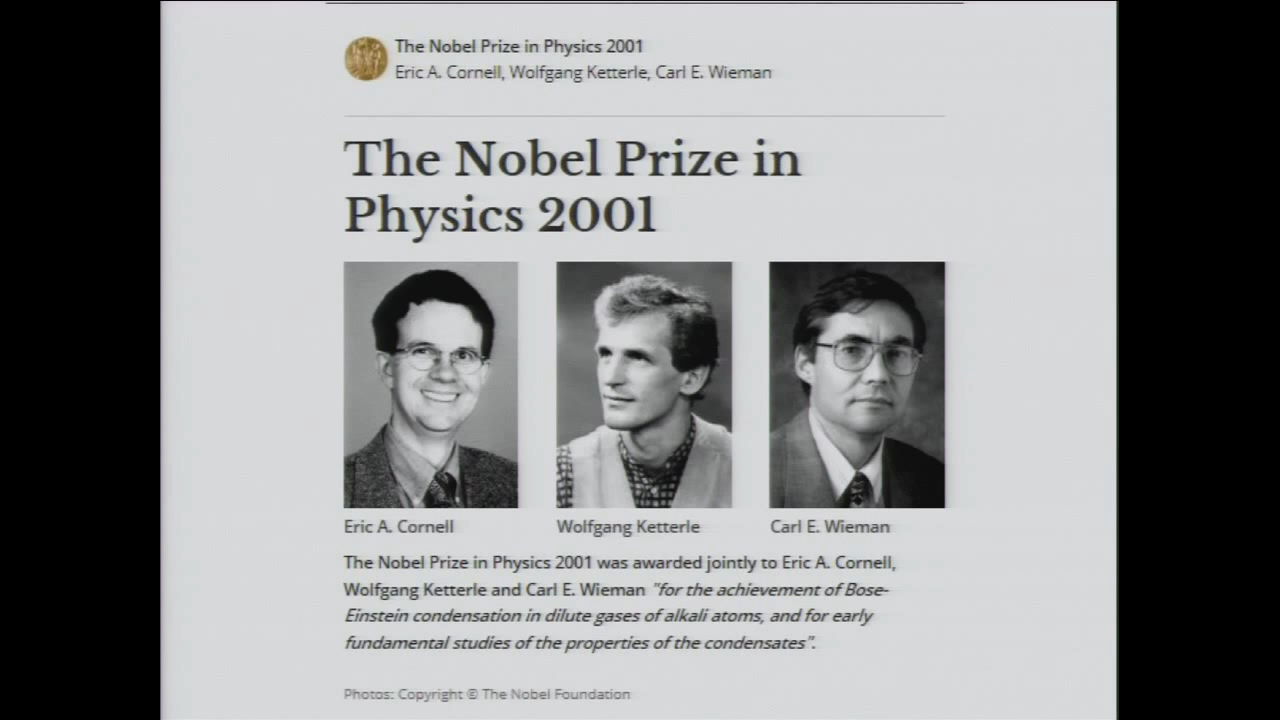 The Nobel Prize in Physics 2001
Eric A. Cornell, Wolfgang Ketterle, Carl E. Wieman
The Nobel Prize in
Physics 2001
Eric A. Cornell
Wolfgang Ketterle
Carl E. Wieman
The Nobel Prize in Physics 2001 was awarded jointly to Eric A. Cornell,
Wolfgang Ketterle and Carl E. Wieman "for the achievement of Bose-
Einstein condensation in dilute gases of alkali atoms, and for early
fundamental studies of the properties of the condensates".
Photos: Copyright © The Nobel Foundation